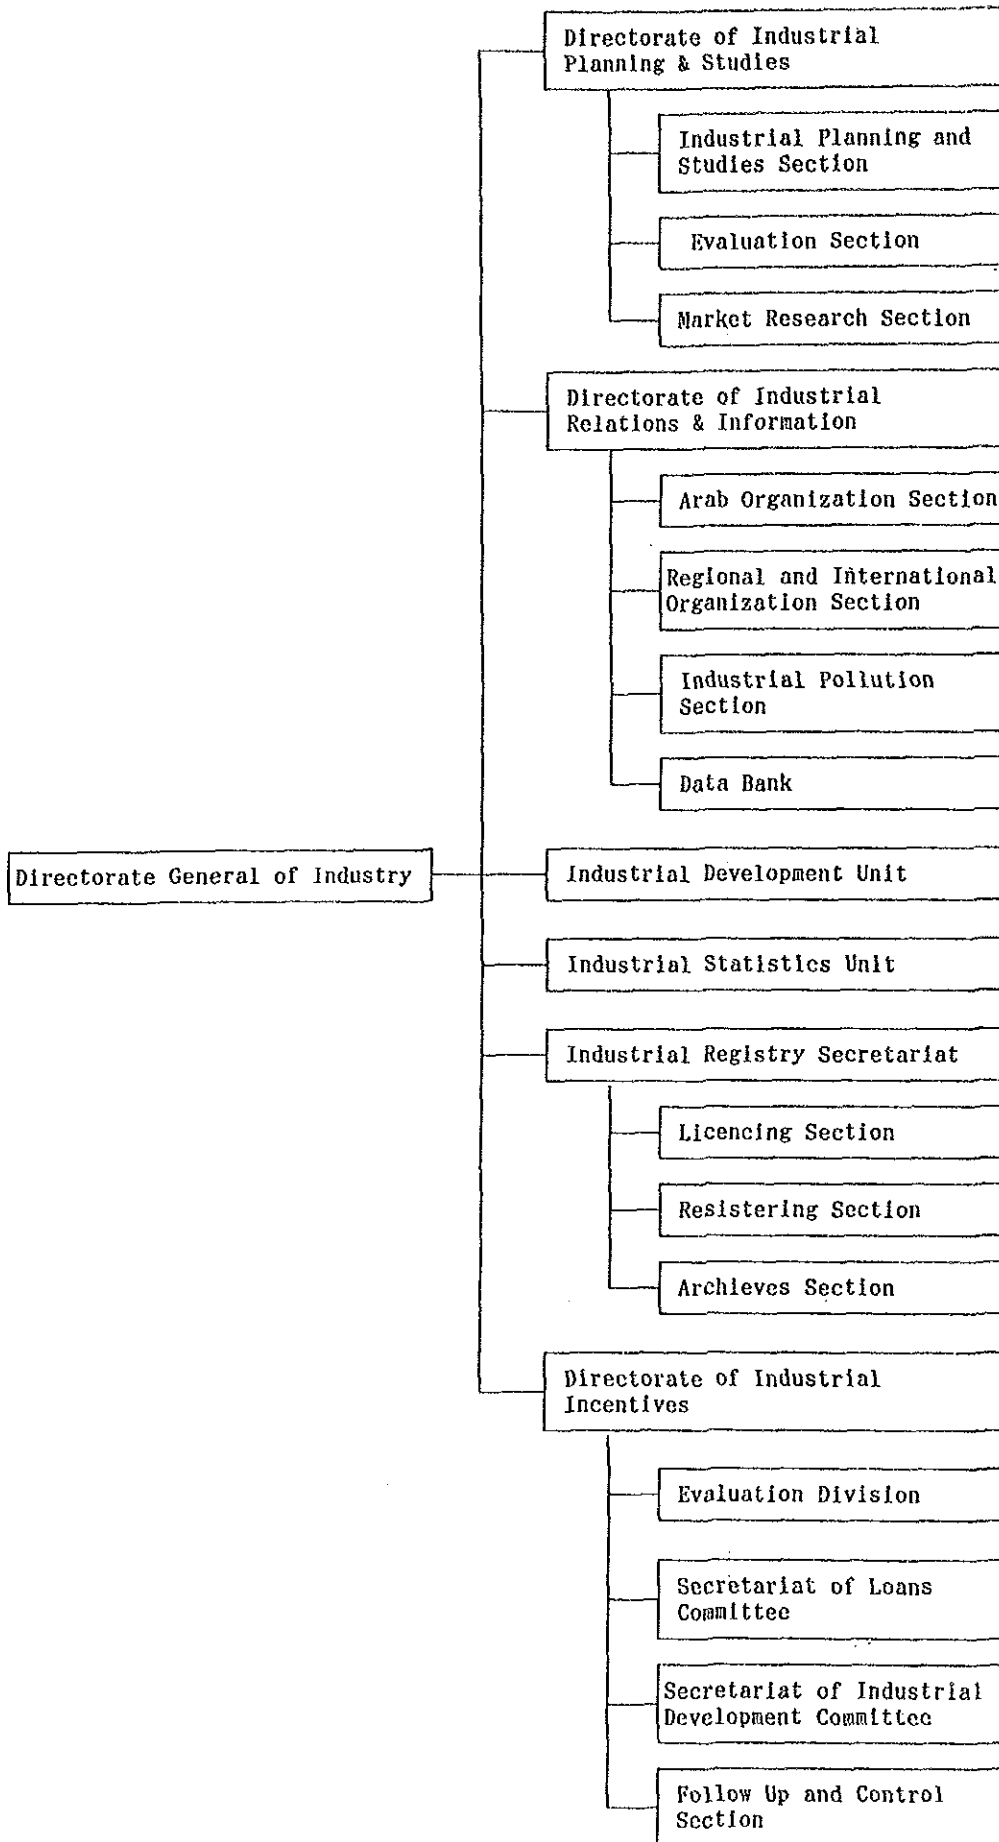 Directorate of Industrial
Planning & Studies
Industrial Planning and
Studies Section
Evaluation Section
Market Research Section
Directorate of Industrial
Relations & Information
Arab Organization Section
Regional and International
Organization Section
Industrial Pollution
Section
Data Bank
Directorate General of Industry
Industrial Development Unit
Industrial Statistics Unit
Industrial Registry Secretariat
Licencing Section
Resistering Section
Archieves Section
Directorate of Industrial
Incentives
Evaluation Division
Secretariat of Loans
Committee
Secretariat of Industrial
Development Committee
Follow Up and Control
Section